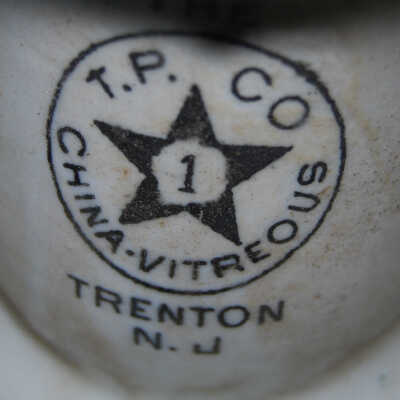 T.P. CO
1
CHINA-VITREOUS
TRENTON
N. J